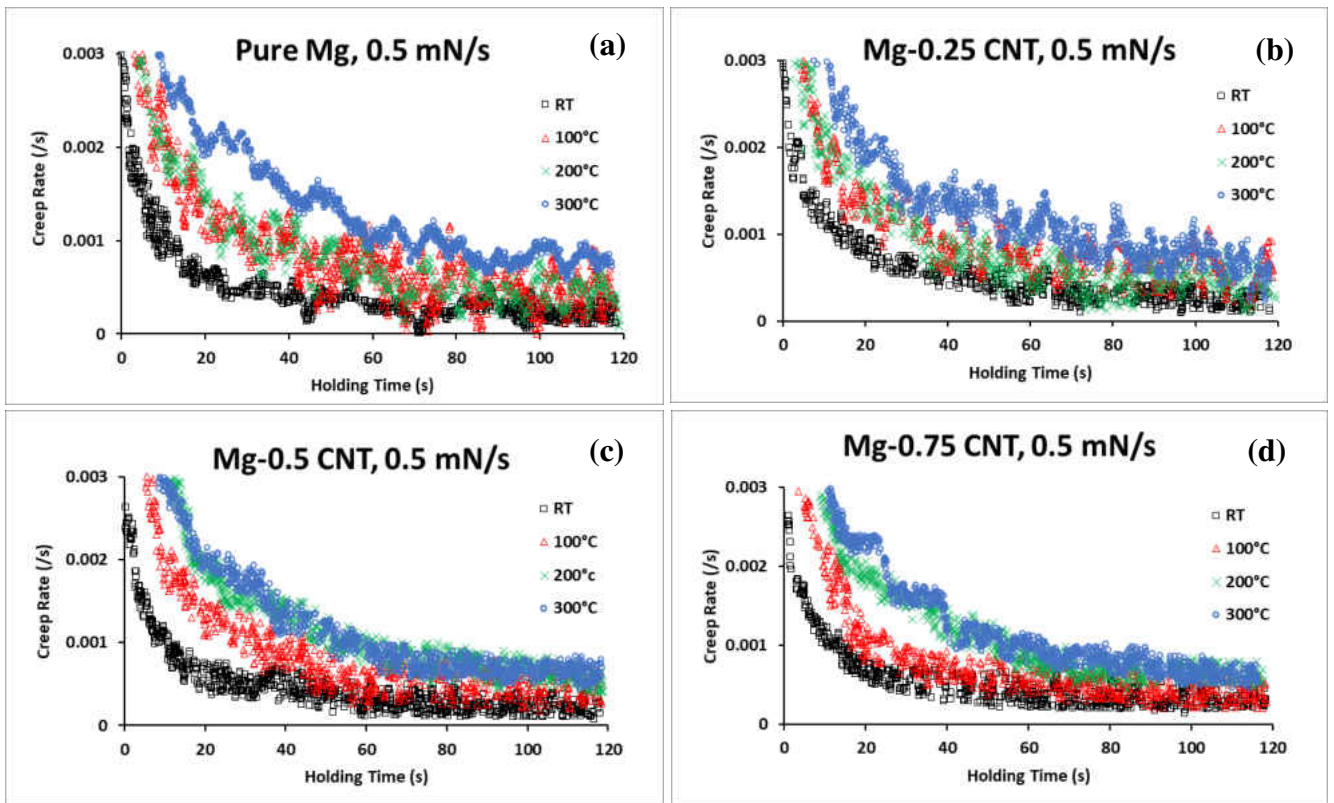 Pure Mg, 0.5 mN/s
(a)
0.003
0.002
0.001
0
Creep Rate (/s)
RT
100°C
200°C
300°C
0 20 40 60 80 100 120
Holding Time (s)
Mg-0.25 CNT, 0.5 mN/s
(b)
0.003
0.002
0.001
0
Creep Rate (/s)
RT
100°C
200°C
300°C
0 20 40 60 80 100 120
Holding Time (s)
Mg-0.5 CNT, 0.5 mN/s
(c)
0.003
0.002
0.001
0
Creep Rate (/s)
RT
100°C
200°c
300°C
0 20 40 60 80 100 120
Holding Time (s)
Mg-0.75 CNT, 0.5 mN/s
(d)
0.003
0.002
0.001
0
Creep Rate (/s)
RT
100°C
200°C
300°C
0 20 40 60 80 100 120
Holding Time (s)